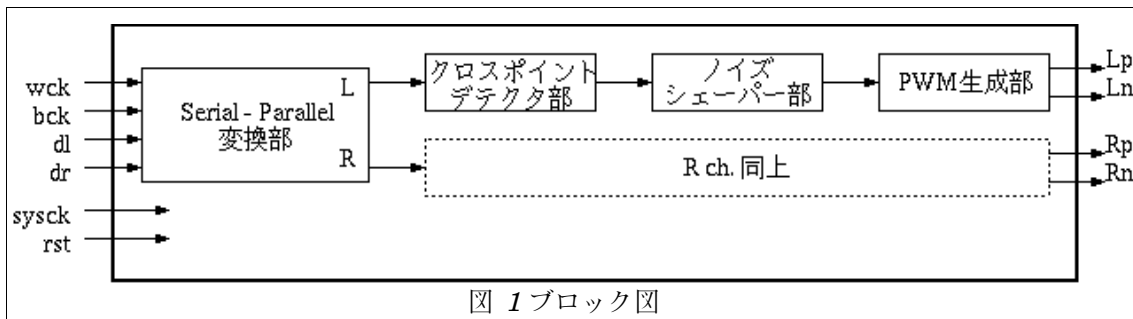 wck
bck
dl
dr
sysck
rst
Serial - Parallel
変換部
L
R
クロスポイント
デテクタ部
ノイズ
シェーパー部
PWM生成部
R ch. 同上
Lp
Ln
Rp
Rn
図 1ブロック図